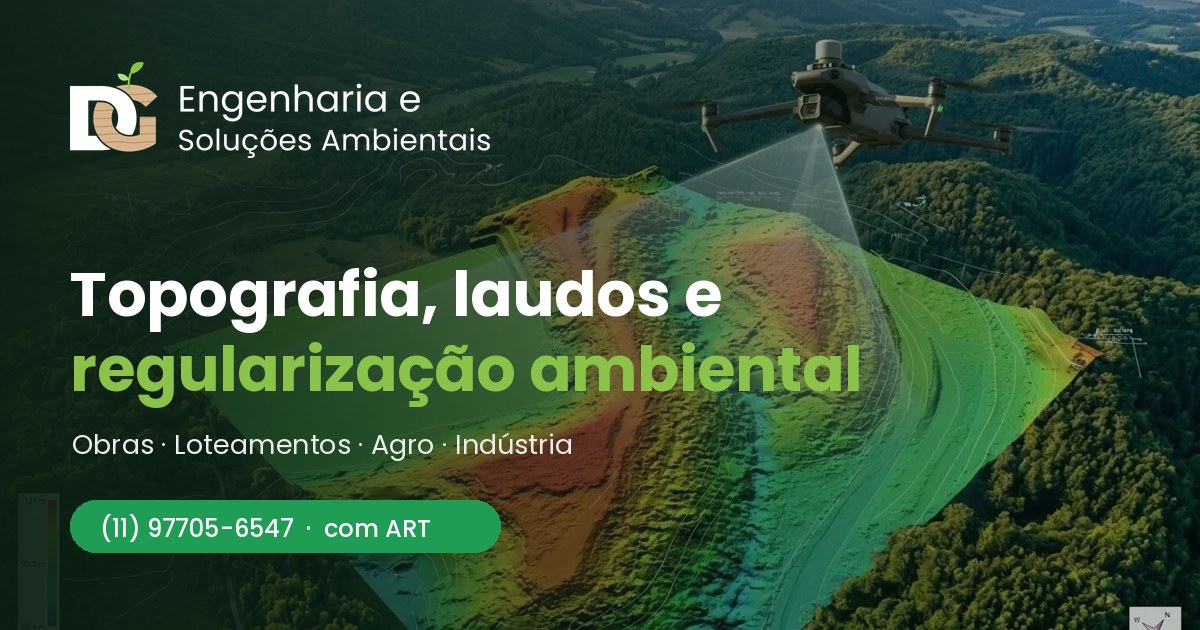 DG
Engenharia e
Soluções Ambientais
Topografia, laudos e
regularização ambiental
Obras · Loteamentos · Agro · Indústria
(11) 97705-6547 · com ART
W N